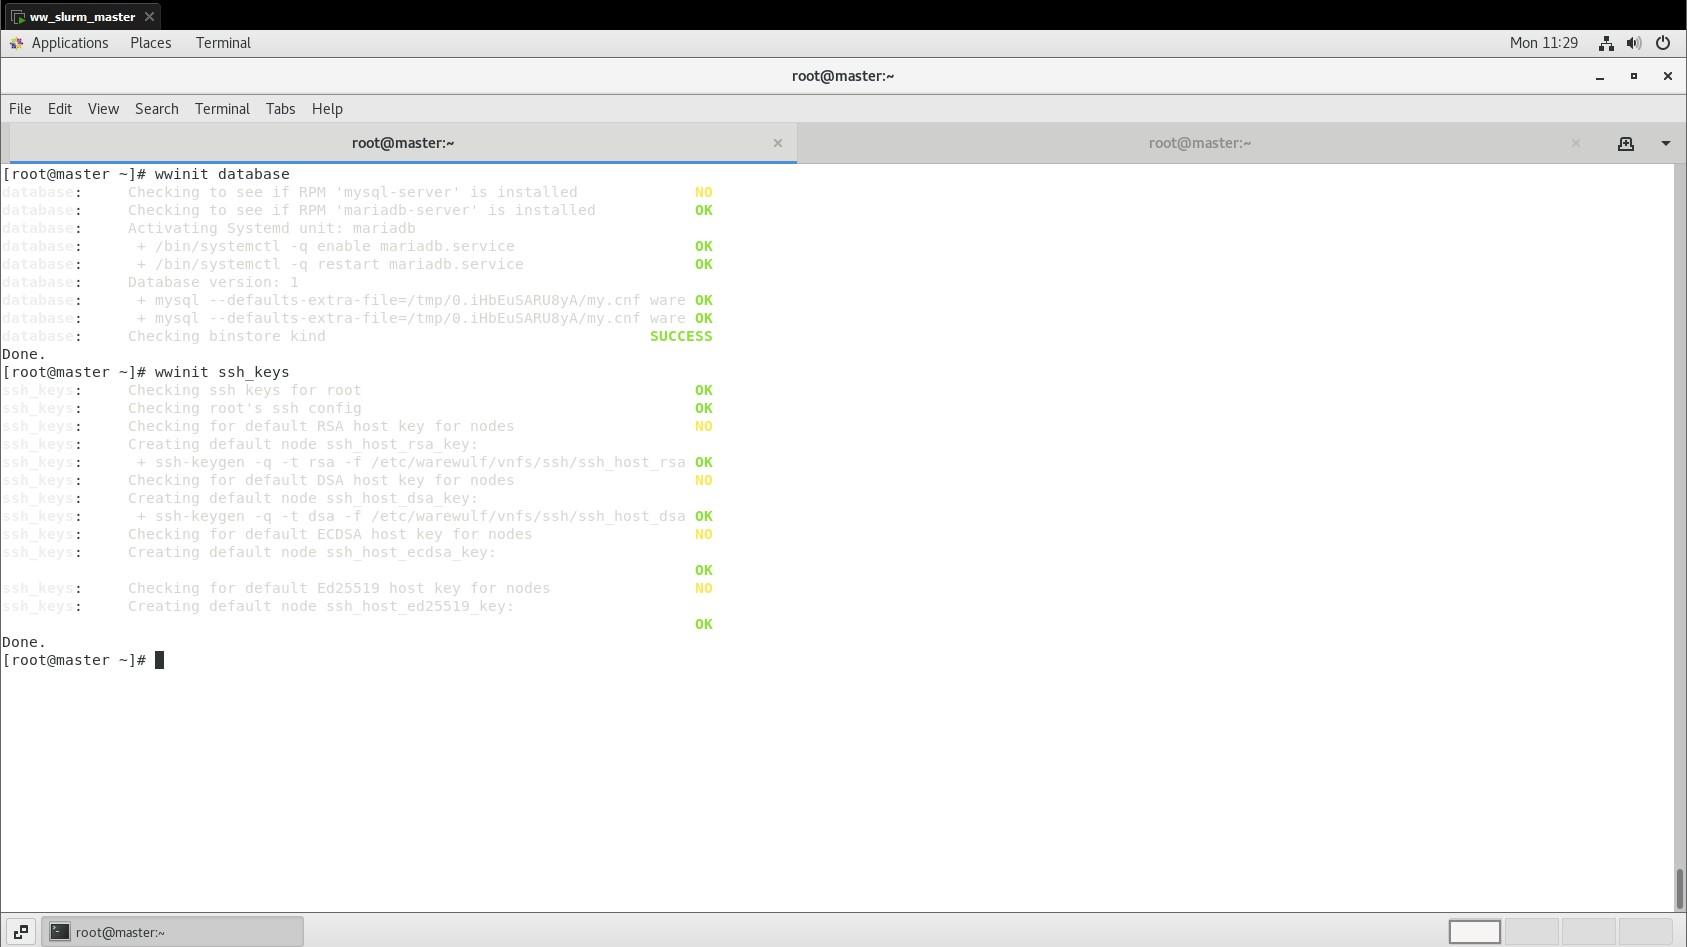 ww_slurm_master
Applications Places Terminal Mon 11:29
root@master:~
File Edit View Search Terminal Tabs Help
root@master:~ root@master:~
[root@master ~]# wwinit database
database: Checking to see if RPM 'mysql-server' is installed NO
database: Checking to see if RPM 'mariadb-server' is installed OK
database: Activating Systemd unit: mariadb
database: + /bin/systemctl -q enable mariadb.service OK
database: + /bin/systemctl -q restart mariadb.service OK
database: Database version: 1
database: + mysql --defaults-extra-file=/tmp/0.iHbEuSARU8yA/my.cnf ware OK
database: + mysql --defaults-extra-file=/tmp/0.iHbEuSARU8yA/my.cnf ware OK
database: Checking binstore kind SUCCESS
Done.
[root@master ~]# wwinit ssh_keys
ssh_keys: Checking ssh keys for root OK
ssh_keys: Checking root's ssh config OK
ssh_keys: Checking for default RSA host key for nodes NO
ssh_keys: Creating default node ssh_host_rsa_key:
ssh_keys: + ssh-keygen -q -t rsa -f /etc/warewulf/vnfs/ssh/ssh_host_rsa OK
ssh_keys: Checking for default DSA host key for nodes NO
ssh_keys: Creating default node ssh_host_dsa_key:
ssh_keys: + ssh-keygen -q -t dsa -f /etc/warewulf/vnfs/ssh/ssh_host_dsa OK
ssh_keys: Checking for default ECDSA host key for nodes NO
ssh_keys: Creating default node ssh_host_ecdsa_key:
OK
ssh_keys: Checking for default Ed25519 host key for nodes NO
ssh_keys: Creating default node ssh_host_ed25519_key:
OK
Done.
[root@master ~]#
root@master:~